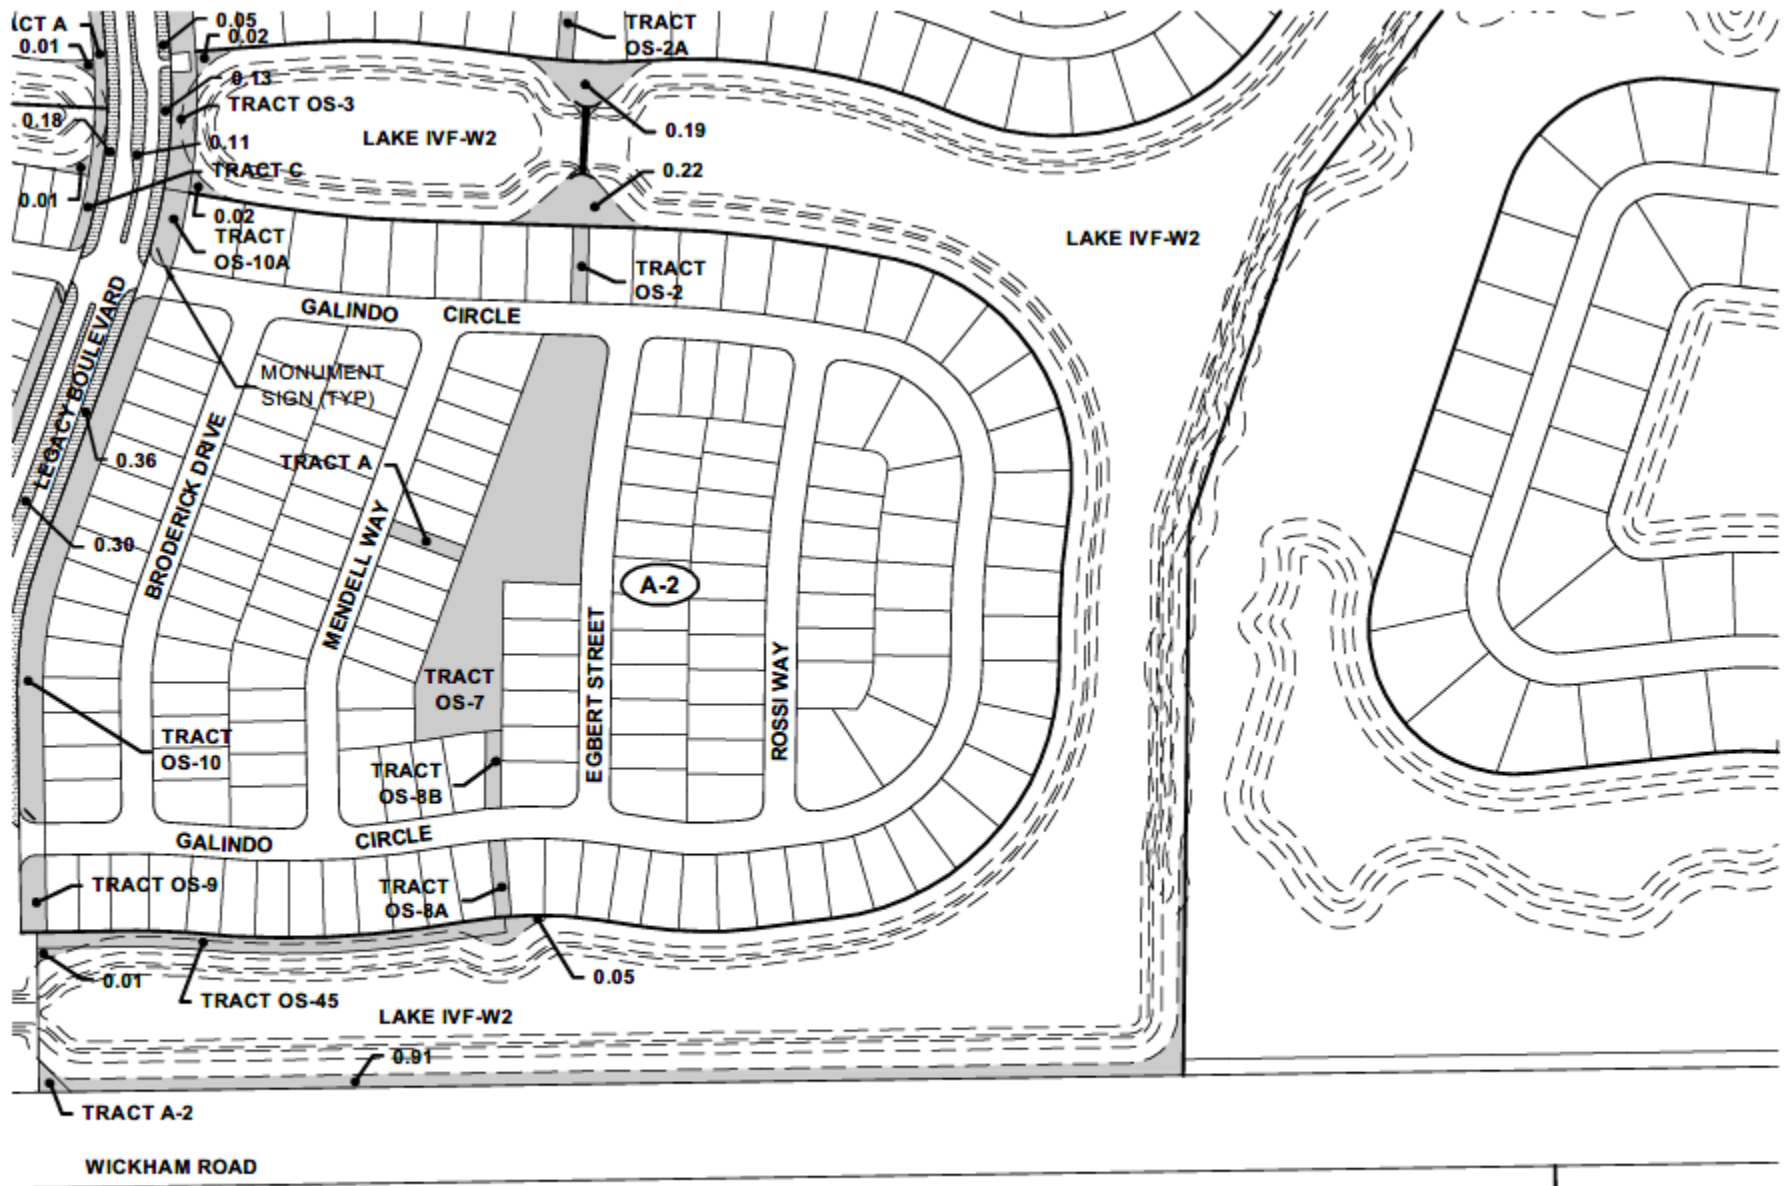 ACT A
0.01
0.05
0.02
TRACT
OS-2A
0.13
TRACT OS-3
0.18
0.11
LAKE IVF-W2
0.19
TRACT C
0.22
0.01
0.02
TRACT
OS-10A
LAKE IVF-W2
TRACT
OS-2
GALINDO CIRCLE
LEGACY BOULEVARD
MONUMENT
SIGN (TYP)
BRODERICK DRIVE
0.36
TRACT A
MENDELL WAY
0.30
A-2
EGBERT STREET
ROSSI WAY
TRACT
OS-7
TRACT
OS-10
TRACT
OS-8B
GALINDO CIRCLE
TRACT OS-9
TRACT
OS-8A
0.01
0.05
TRACT OS-45
LAKE IVF-W2
0.91
TRACT A-2
WICKHAM ROAD